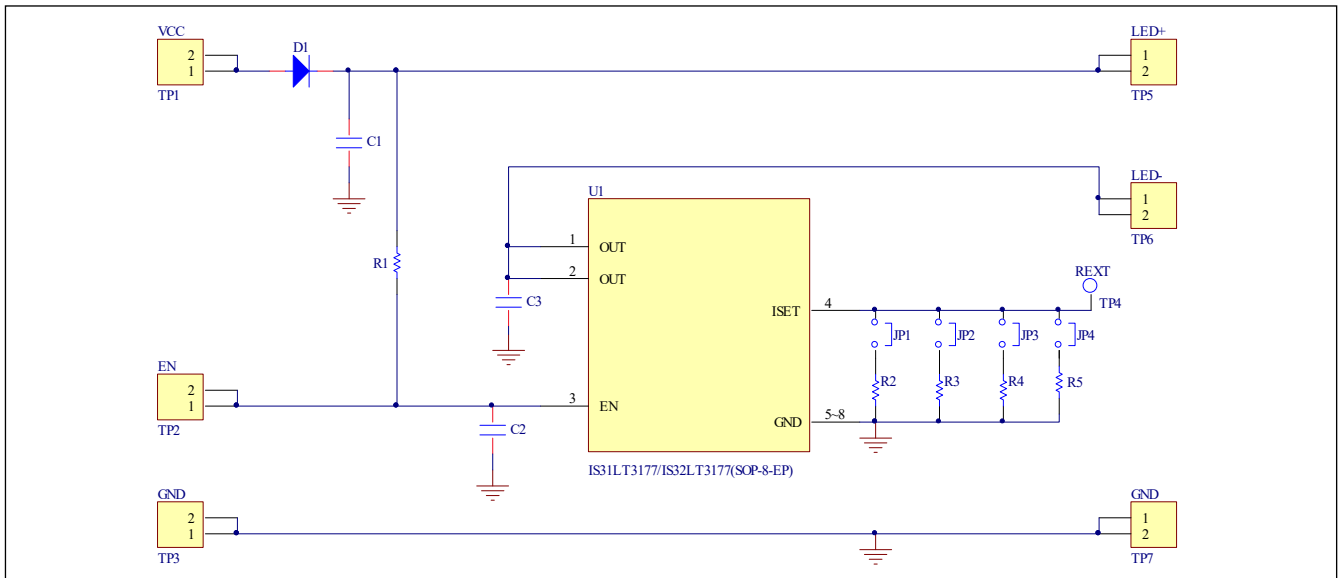 VCC
2
1
TP1
D1
C1
R1
LED+
1
2
TP5
LED-
1
2
TP6
U1
1 OUT
2 OUT
C3
ISET 4
REXT
TP4
JP1 JP2 JP3 JP4
R2 R3 R4 R5
EN
2
1
TP2
3 EN
GND 5~8
C2
IS31LT3177/IS32LT3177(SOP-8-EP)
GND
2
1
TP3
GND
1
2
TP7